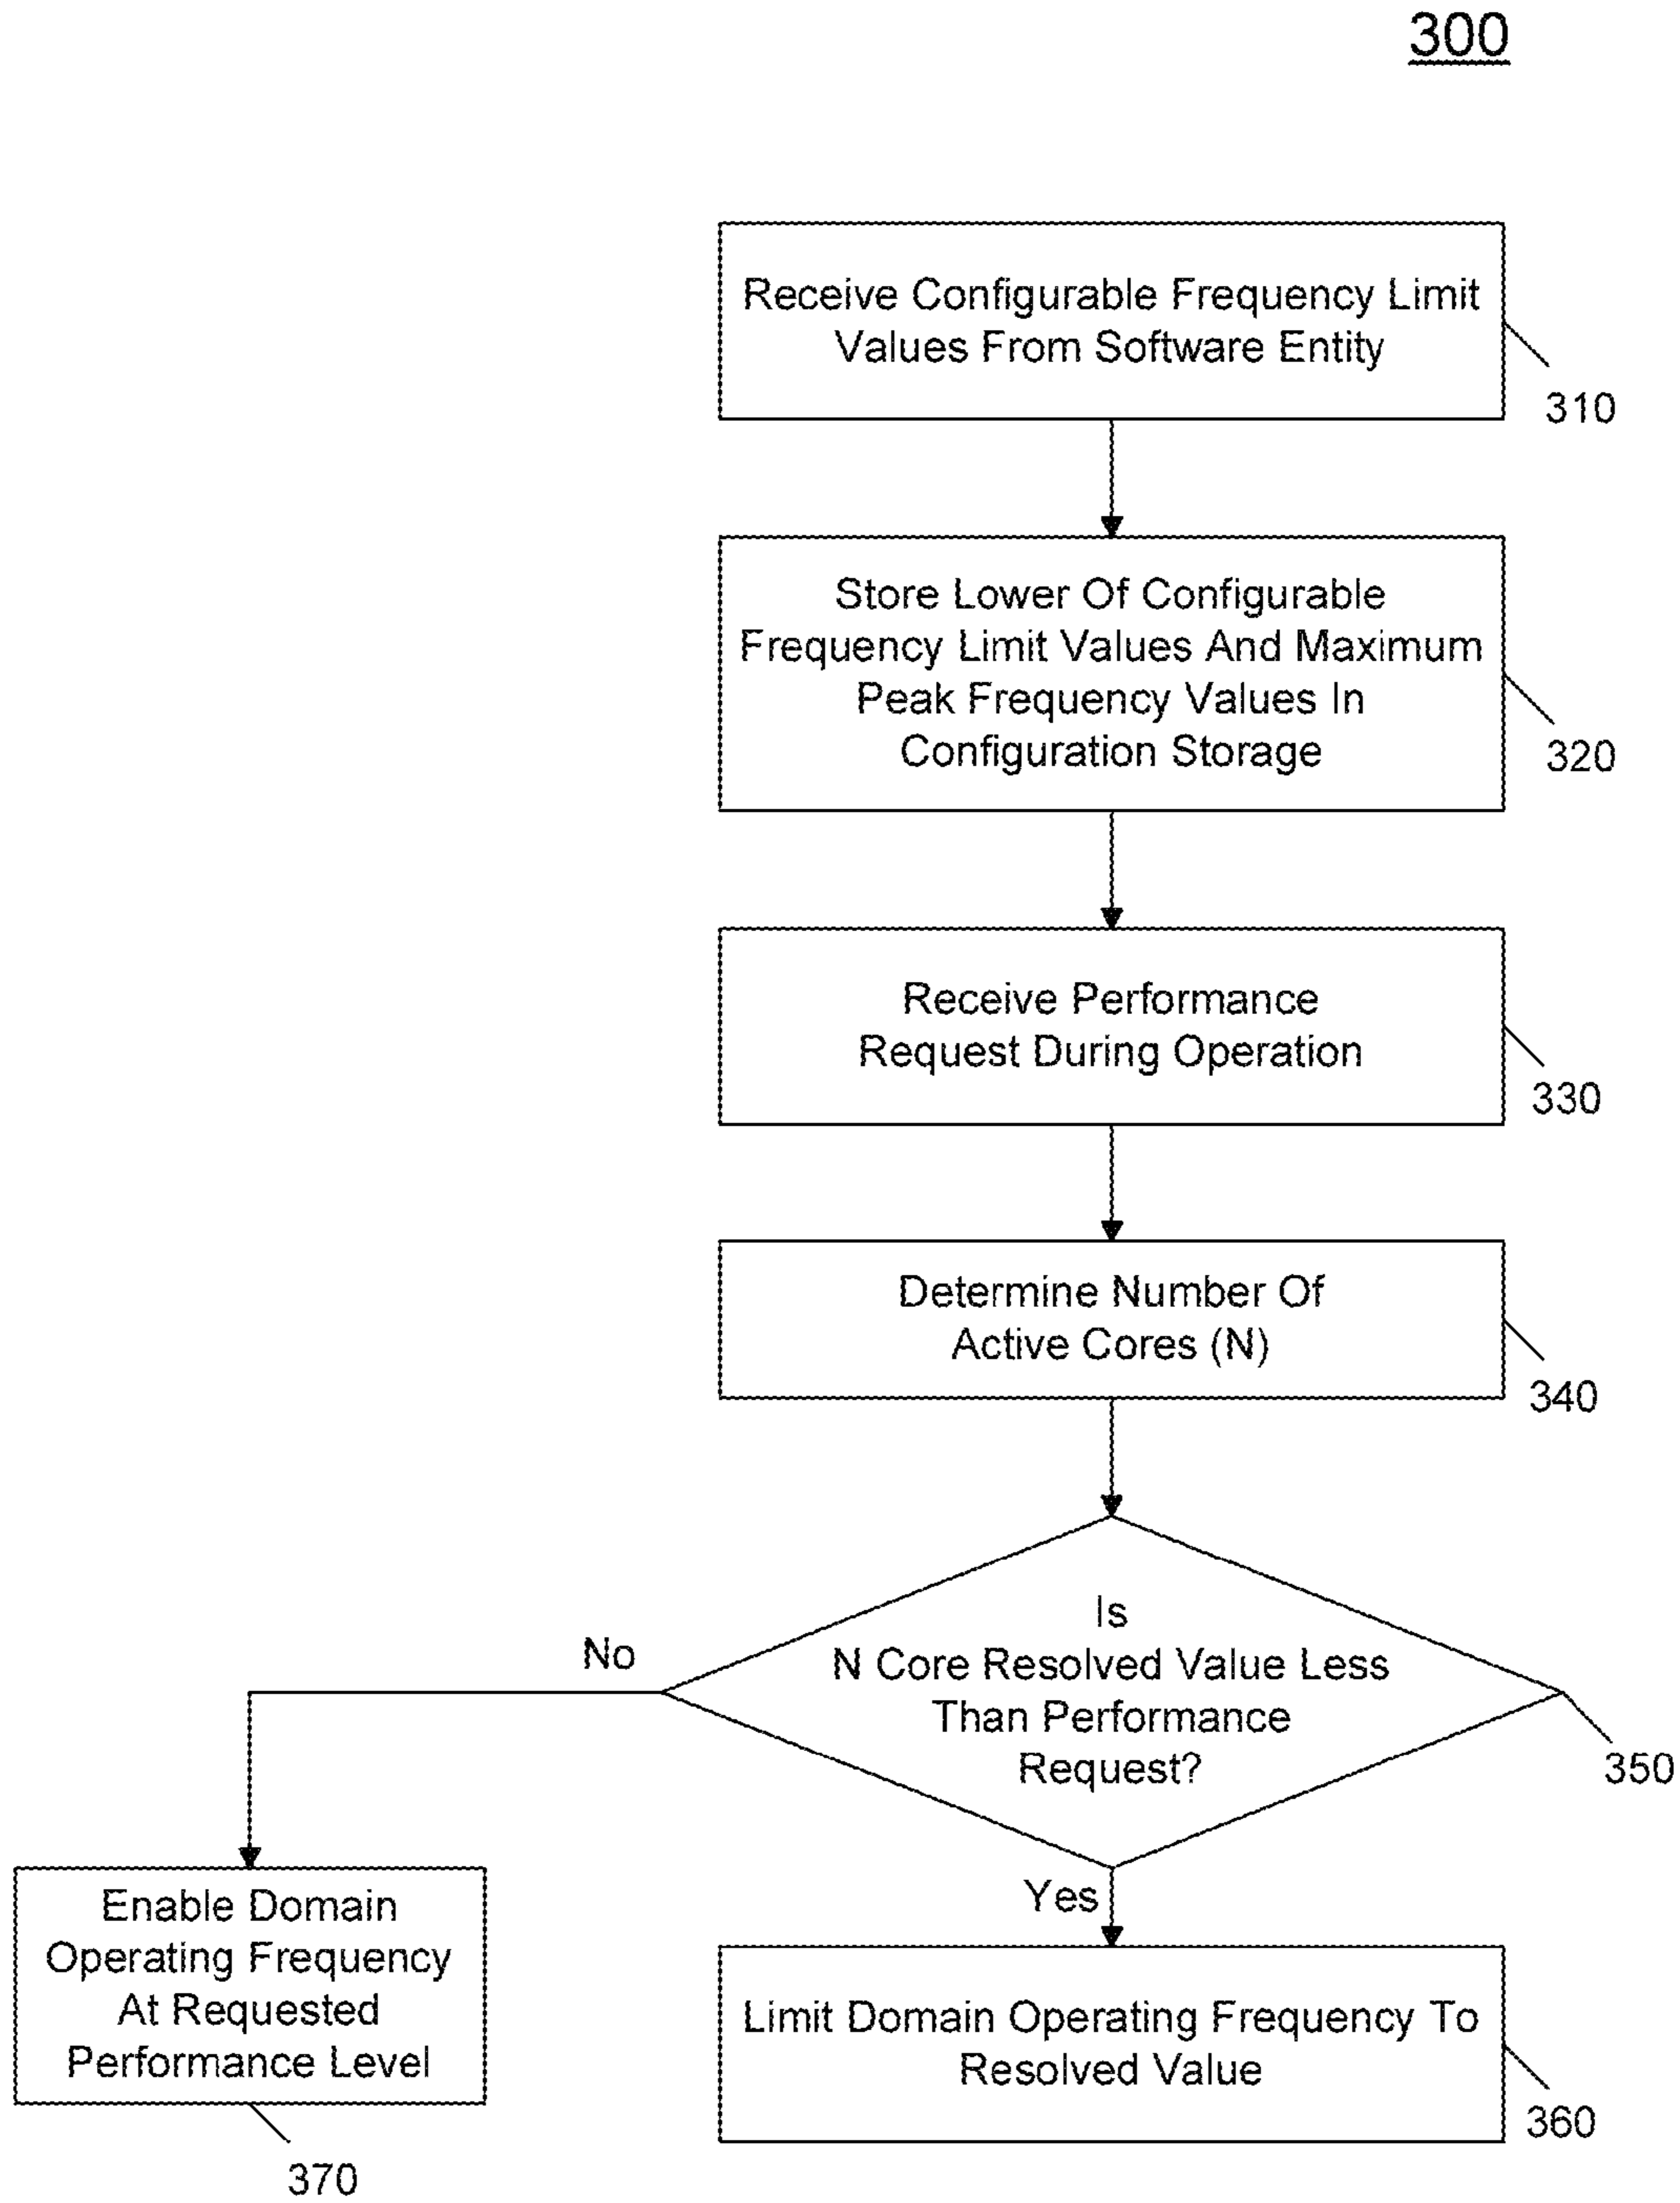 300
Receive Configurable Frequency Limit
Values From Software Entity
310
Store Lower Of Configurable
Frequency Limit Values And Maximum
Peak Frequency Values In
Configuration Storage
320
Receive Performance
Request During Operation
330
Determine Number Of
Active Cores (N)
340
Is
N Core Resolved Value Less
Than Performance
Request?
350
No
Yes
Enable Domain
Operating Frequency
At Requested
Performance Level
370
Limit Domain Operating Frequency To
Resolved Value
360